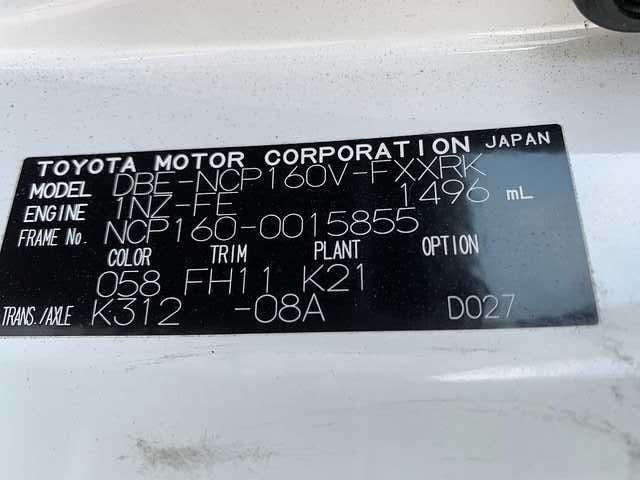 TOYOTA MOTOR CORPORATION JAPAN
MODEL DBE-NCP160V-FXXRK
ENGINE 1NZ-FE 1496 mL
FRAME No. NCP160-0015855
COLOR TRIM PLANT OPTION
058 FH11 K21
TRANS./AXLE K312 -08A D027